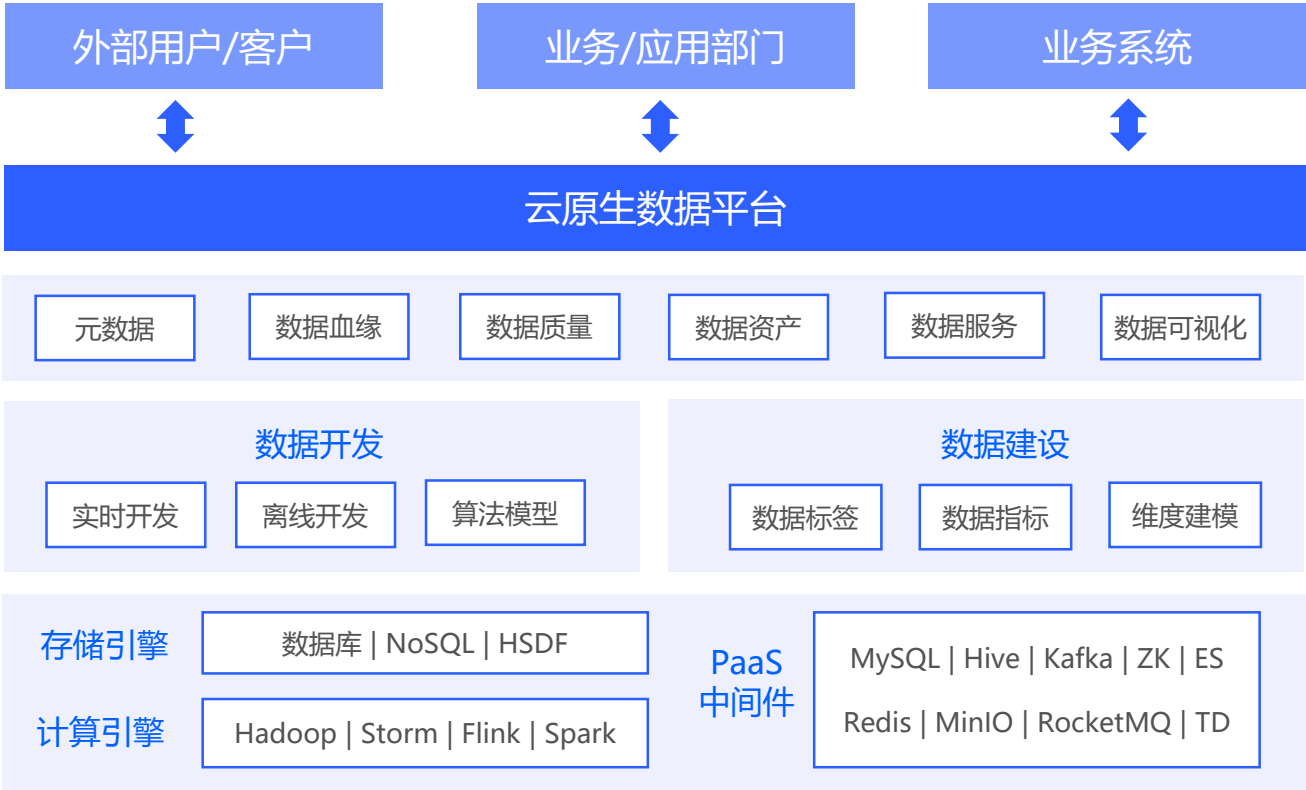 外部用户/客户
业务/应用部门
业务系统
云原生数据平台
元数据
数据血缘
数据质量
数据资产
数据服务
数据可视化
数据开发
实时开发
离线开发
算法模型
数据建设
数据标签
数据指标
维度建模
存储引擎
数据库 | NoSQL | HSDF
计算引擎
Hadoop | Storm | Flink | Spark
PaaS
中间件
MySQL | Hive | Kafka | ZK | ES
Redis | MinIO | RocketMQ | TD